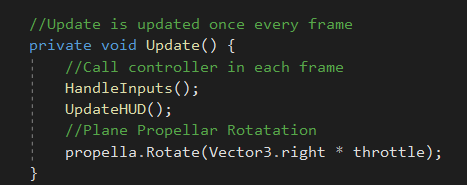 //Update is updated once every frame
private void Update() {
//Call controller in each frame
HandleInputs();
UpdateHUD();
//Plane Propellar Rotatation
propella.Rotate(Vector3.right * throttle);
}